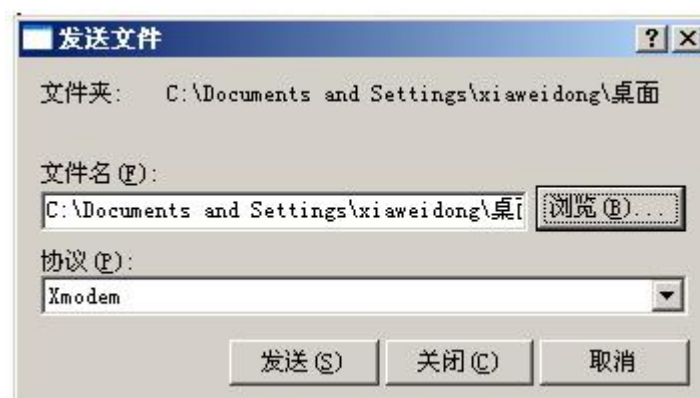 发送文件
文件夹: C:\Documents and Settings\xiaweidong\桌面
文件名(F):
C:\Documents and Settings\xiaweidong\桌 浏览(B)...
协议(P):
Xmodem
发送(S) 关闭(C) 取消